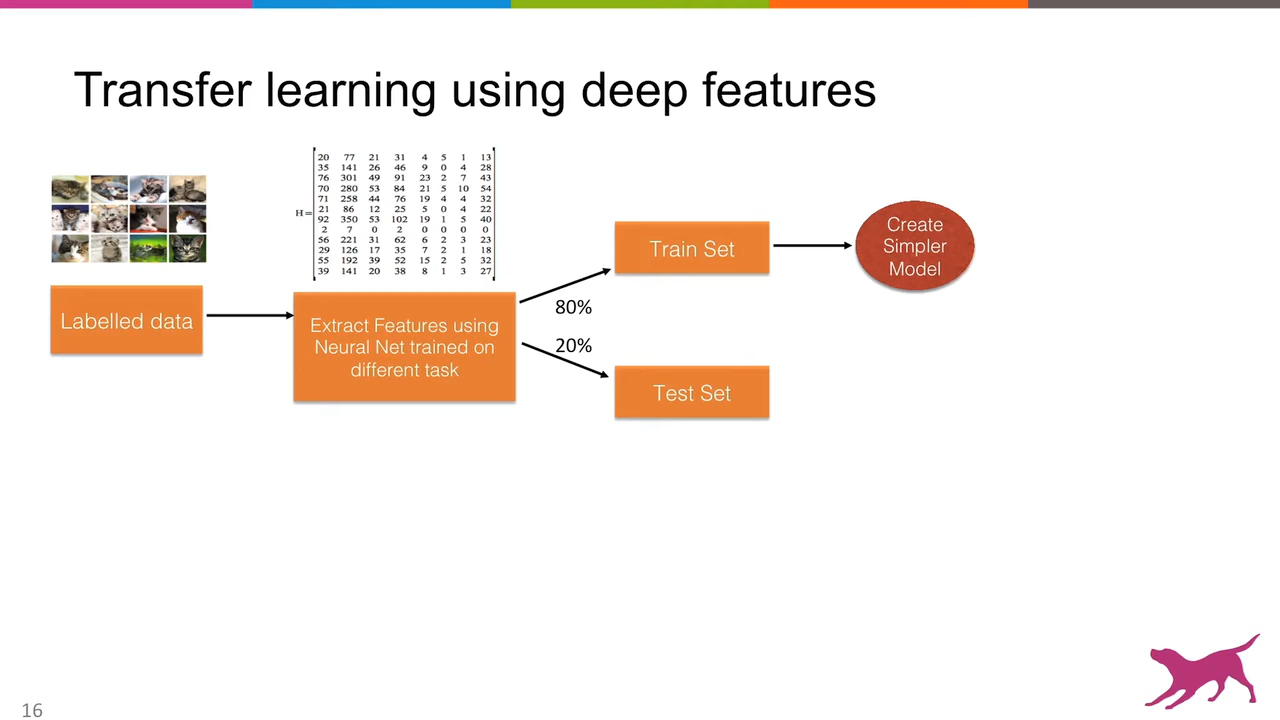 Transfer learning using deep features
20 77 21 31 4 5 1 13
35 141 26 46 9 0 4 28
76 301 49 91 23 2 7 43
70 280 53 84 21 5 10 54
71 258 44 76 19 4 4 32
H = 21 86 12 25 5 0 4 22
92 350 53 102 19 1 5 40
2 7 0 2 0 0 0 0
56 221 31 62 6 2 3 23
29 126 17 35 7 2 1 18
55 192 39 52 15 2 5 32
39 141 20 38 8 1 3 27
Labelled data
Extract Features using
Neural Net trained on
different task
80%
20%
Train Set
Test Set
Create
Simpler
Model
16